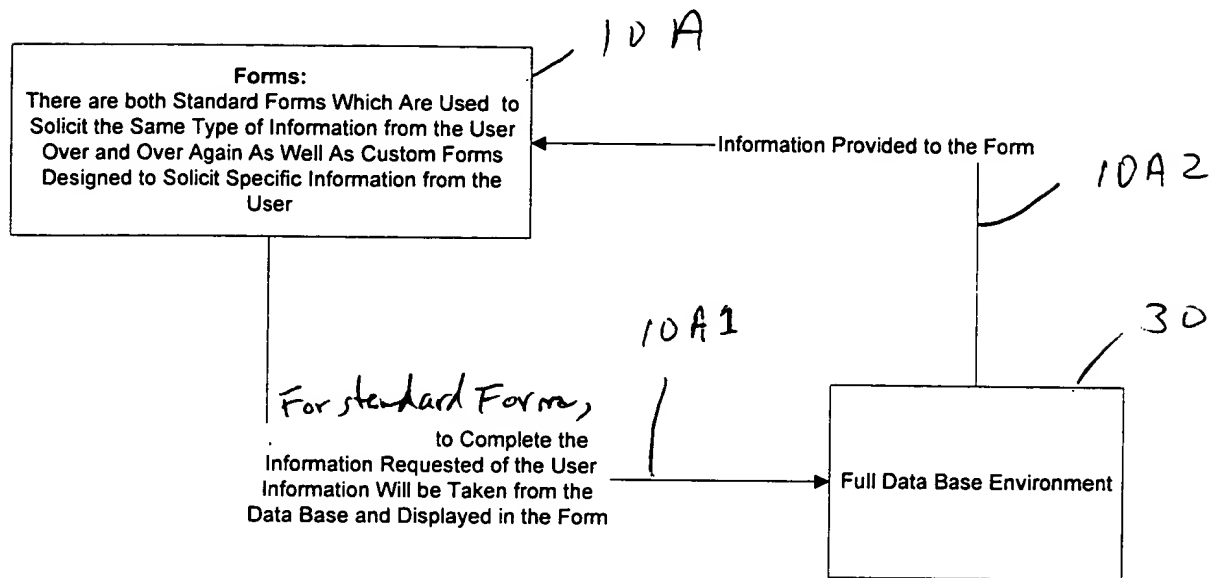 10A
Forms:
There are both Standard Forms Which Are Used to
Solicit the Same Type of Information from the User
Over and Over Again As Well As Custom Forms
Designed to Solicit Specific Information from the
User
Information Provided to the Form
10A2
10A1
30
For standard Forms,
to Complete the
Information Requested of the User
Information Will be Taken from the
Data Base and Displayed in the Form
Full Data Base Environment